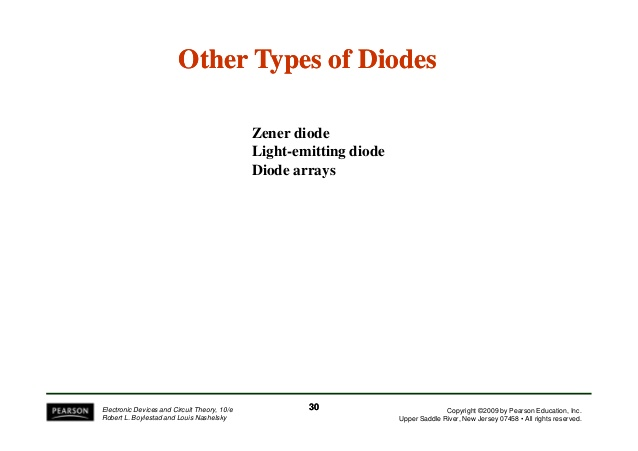 Other Types of Diodes
Zener diode
Light-emitting diode
Diode arrays
PEARSON
Electronic Devices and Circuit Theory, 10/e
Robert L. Boylestad and Louis Nashelsky
30
Copyright ©2009 by Pearson Education, Inc.
Upper Saddle River, New Jersey 07458 • All rights reserved.